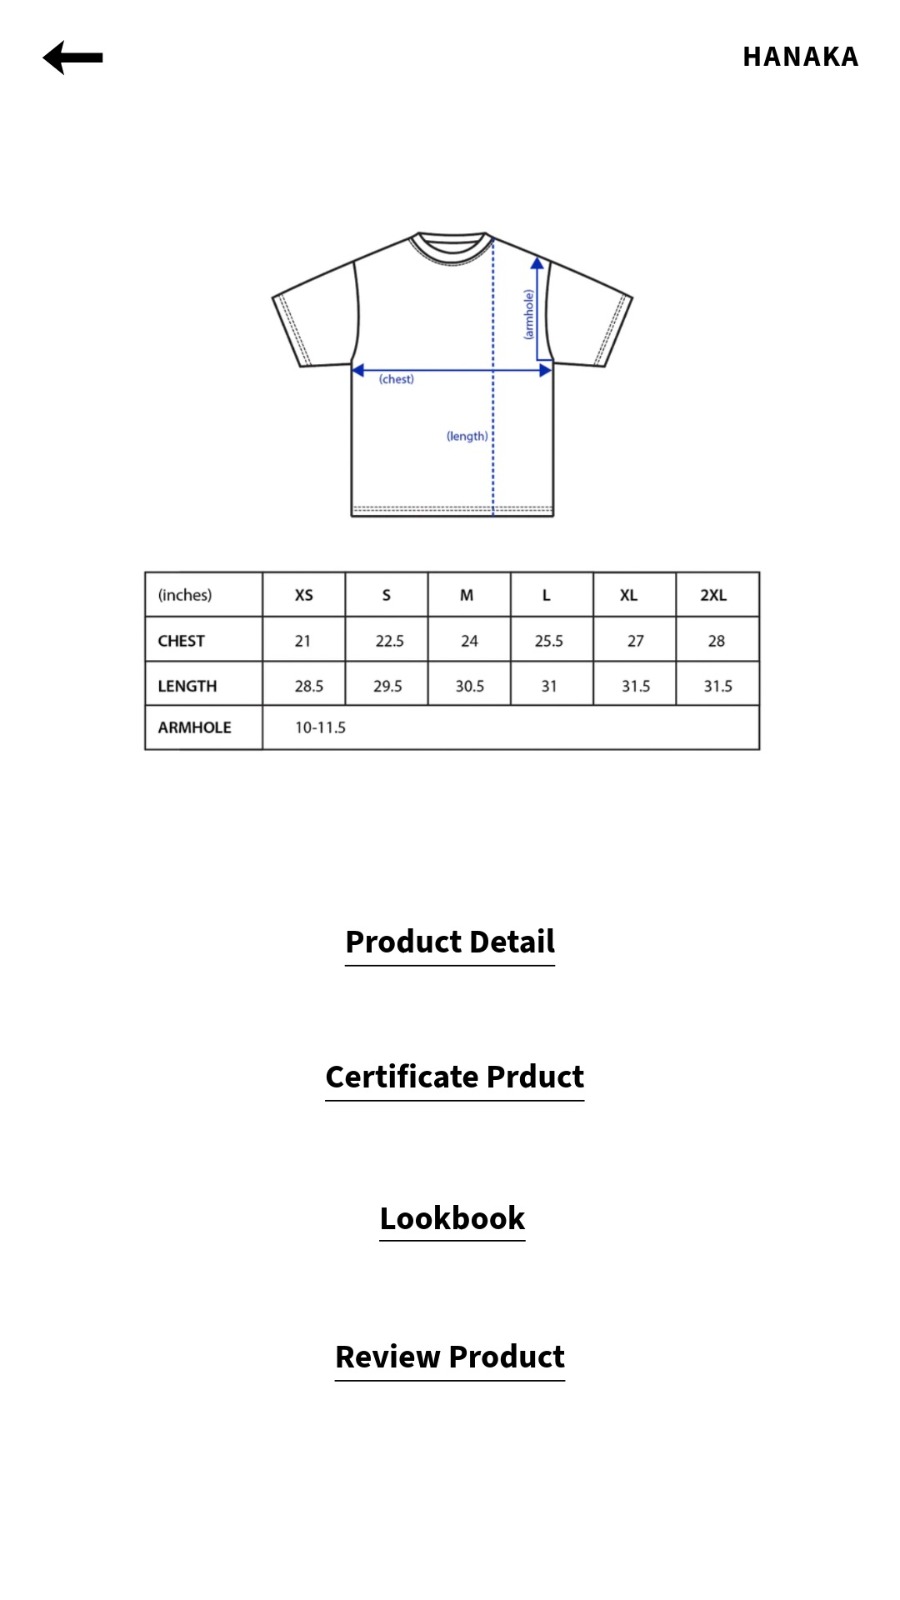 HANAKA
(armhole)
(chest)
(length)
(inches) XS S M L XL 2XL
CHEST 21 22.5 24 25.5 27 28
LENGTH 28.5 29.5 30.5 31 31.5 31.5
ARMHOLE 10-11.5
Product Detail
Certificate Prduct
Lookbook
Review Product